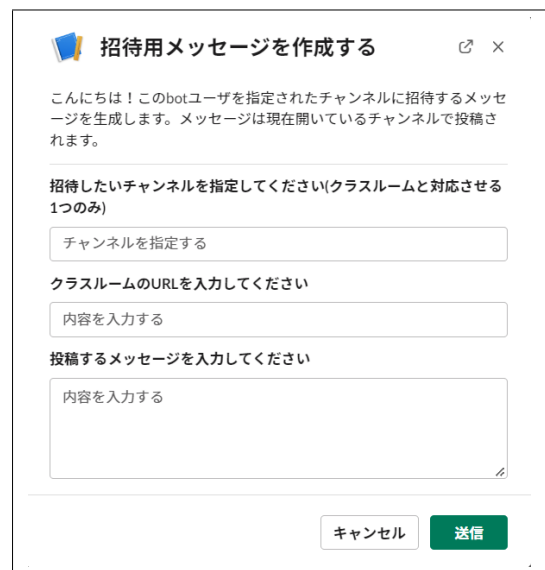 招待用メッセージを作成する
こんにちは！このbotユーザを指定されたチャンネルに招待するメッセ
ージを生成します。メッセージは現在開いているチャンネルで投稿さ
れます。
招待したいチャンネルを指定してください(クラスルームと対応させる
1つのみ)
チャンネルを指定する
クラスルームのURLを入力してください
内容を入力する
投稿するメッセージを入力してください
内容を入力する
キャンセル 送信